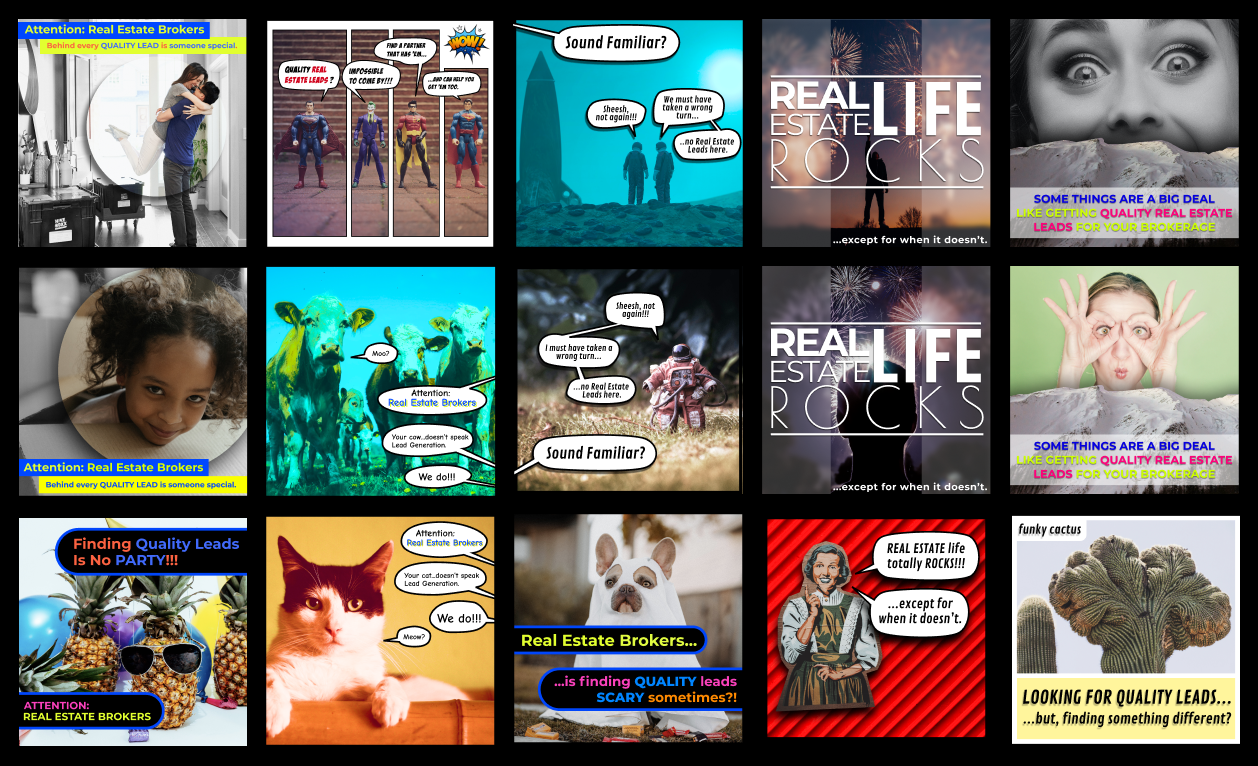 Attention: Real Estate Brokers
Behind every QUALITY LEAD is someone special.
QUALITY REAL
ESTATE LEADS ?
IMPOSSIBLE
TO COME BY!!!
FIND A PARTNER
THAT HAS 'EM...
WOW!
...AND CAN HELP YOU
GET 'EM TOO.
Sound Familiar?
Sheesh,
not again!!!
We must have
taken a wrong
turn...
...no Real Estate
Leads here.
REAL
ESTATE
LIFE
ROCKS
...except for when it doesn't.
SOME THINGS ARE A BIG DEAL
LIKE GETTING QUALITY REAL ESTATE
LEADS FOR YOUR BROKERAGE
Attention: Real Estate Brokers
Behind every QUALITY LEAD is someone special.
Moo?
Attention:
Real Estate Brokers
Your cow...doesn't speak
Lead Generation.
We do!!!
Sheesh, not
again!!!
I must have taken a
wrong turn...
...no Real Estate
Leads here.
Sound Familiar?
REAL
ESTATE
LIFE
ROCKS
...except for when it doesn't.
SOME THINGS ARE A BIG DEAL
LIKE GETTING QUALITY REAL ESTATE
LEADS FOR YOUR BROKERAGE
Finding Quality Leads
Is No PARTY!!!
ATTENTION:
REAL ESTATE BROKERS
Attention:
Real Estate Brokers
Your cat...doesn't speak
Lead Generation.
We do!!!
Meow?
Real Estate Brokers...
...is finding QUALITY leads
SCARY sometimes?!
REAL ESTATE life
totally ROCKS!!!
...except for
when it doesn't.
funky cactus
LOOKING FOR QUALITY LEADS...
...but, finding something different?